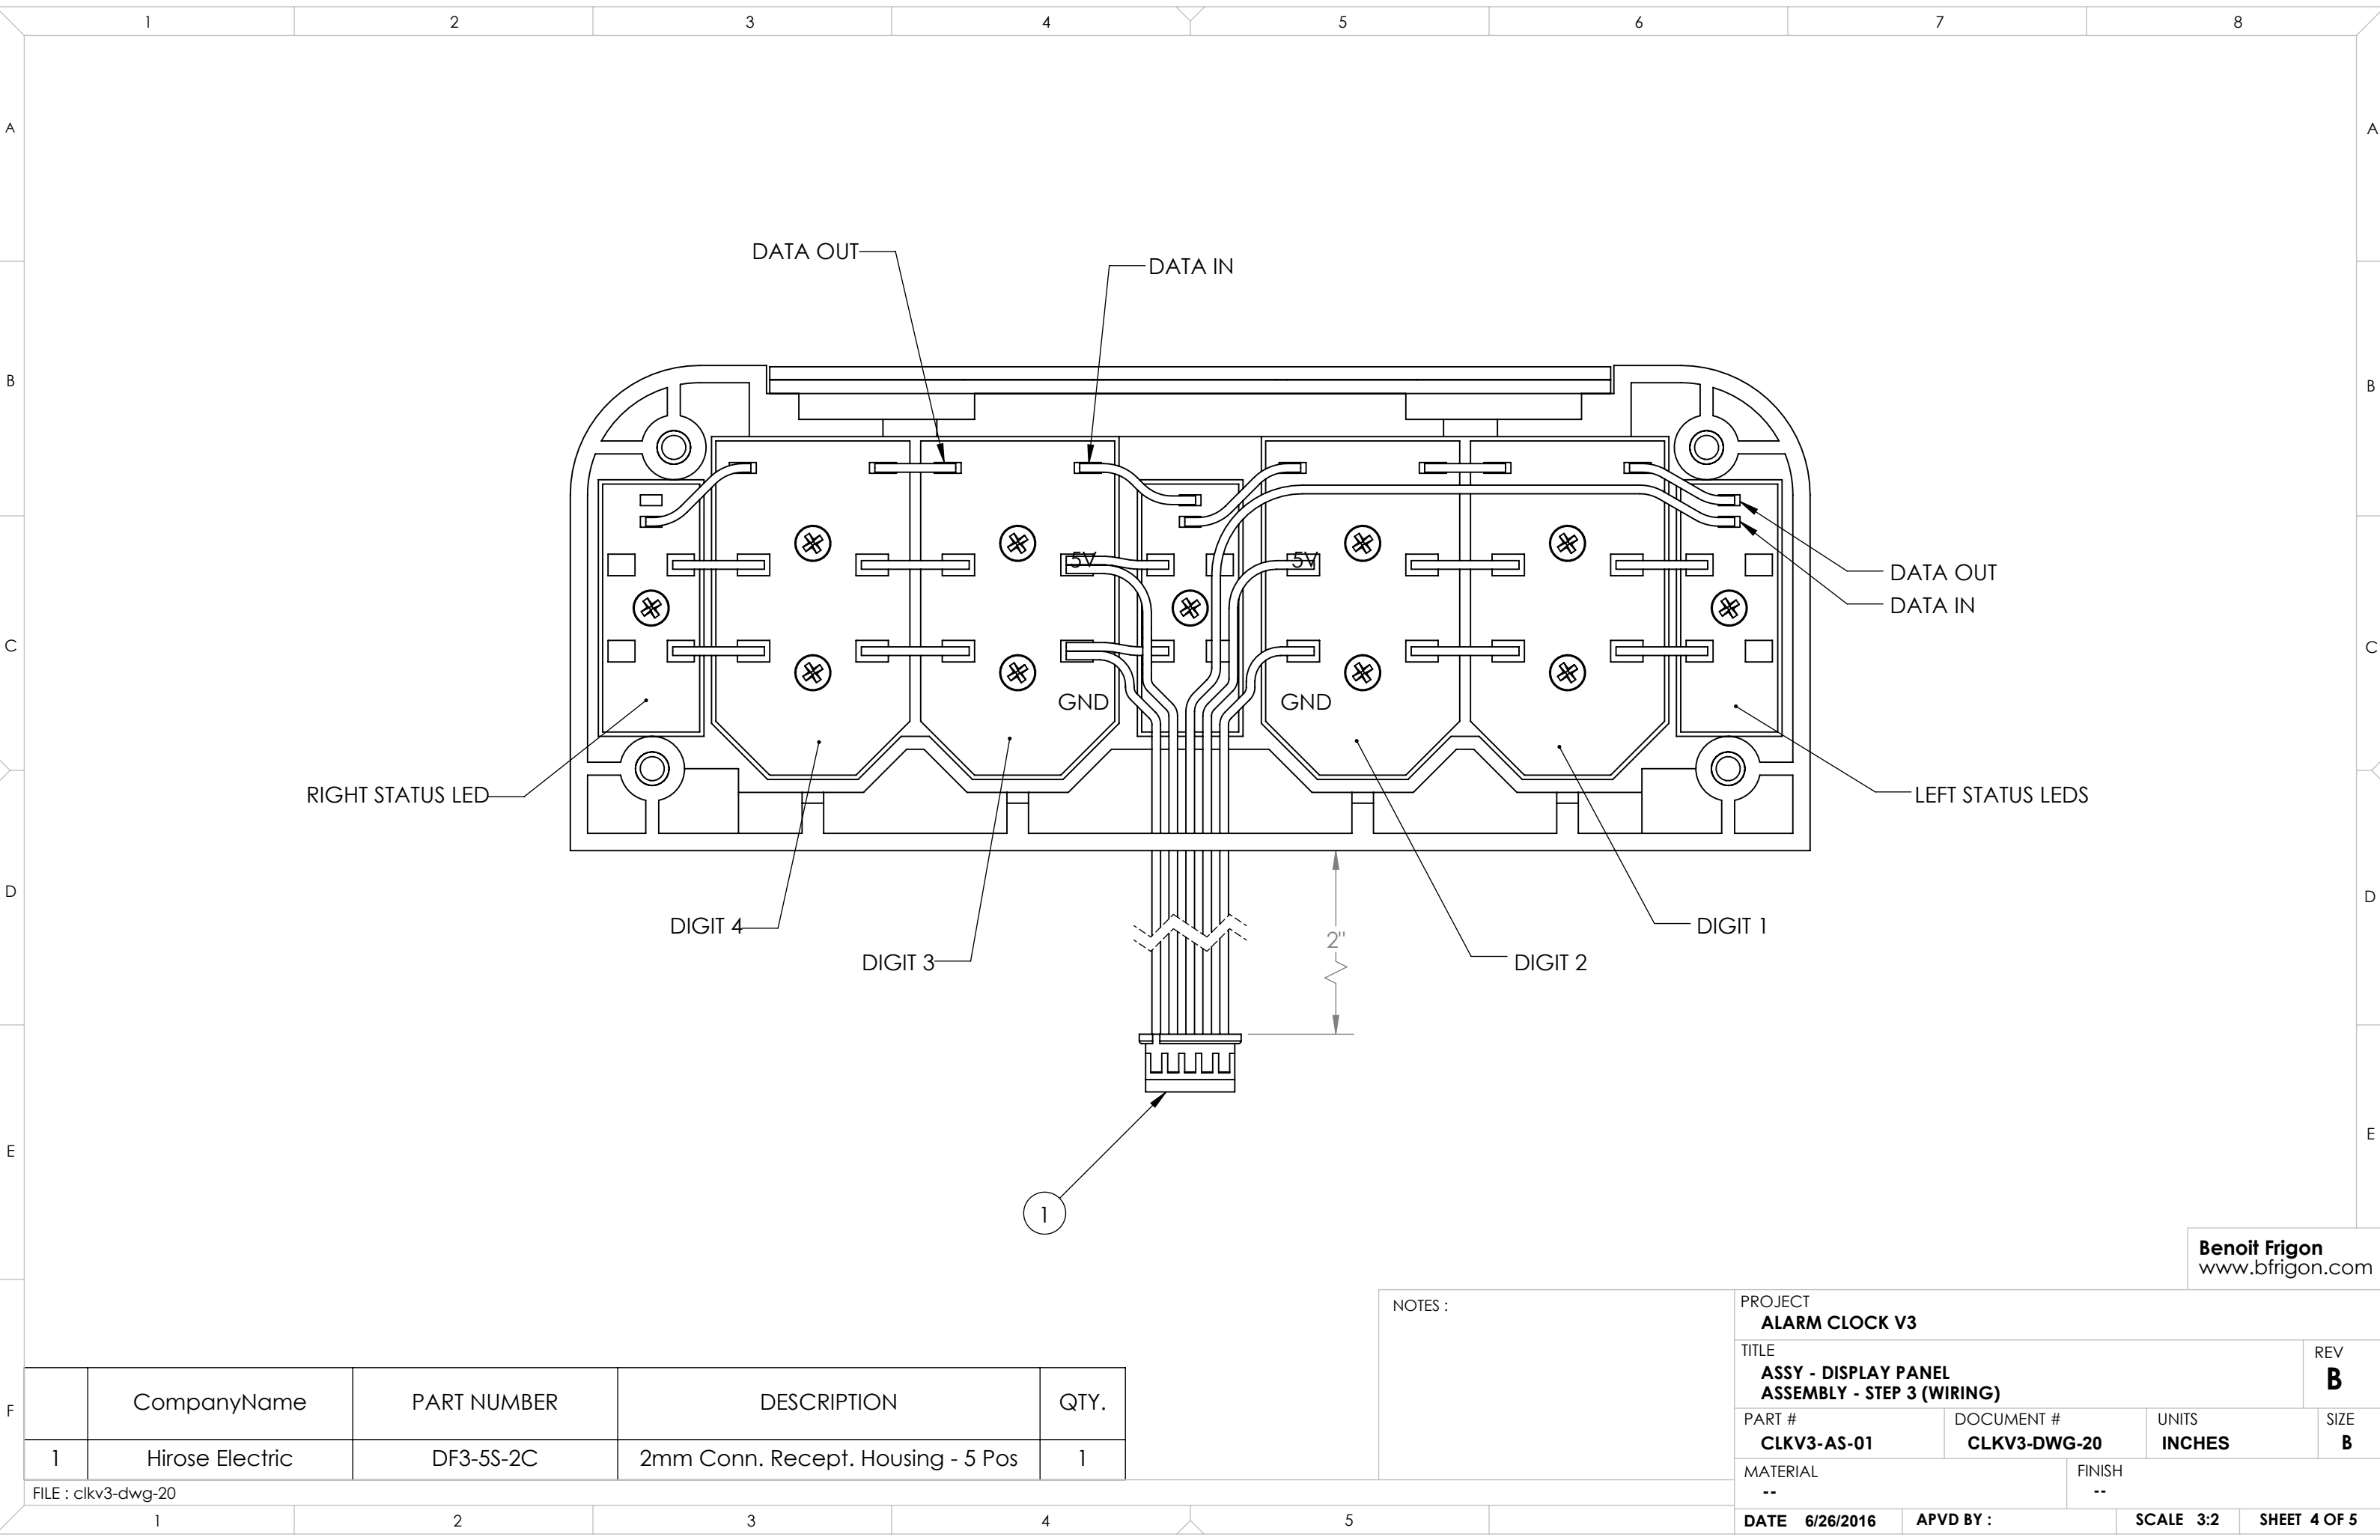 1 2 3 4 5 6 7 8
A A
DATA OUT
DATA IN
B B
5V 5V
DATA OUT
DATA IN
C C
GND GND
RIGHT STATUS LED
LEFT STATUS LEDS
D D
DIGIT 4
DIGIT 1
2"
DIGIT 3
DIGIT 2
E E
1
Benoit Frigon
www.bfrigon.com
NOTES :
PROJECT
ALARM CLOCK V3
TITLE
ASSY - DISPLAY PANEL
ASSEMBLY - STEP 3 (WIRING)
REV
B
F
CompanyName PART NUMBER DESCRIPTION QTY.
1 Hirose Electric DF3-5S-2C 2mm Conn. Recept. Housing - 5 Pos 1
PART # DOCUMENT # UNITS SIZE
CLKV3-AS-01 CLKV3-DWG-20 INCHES B
MATERIAL FINISH
-- --
FILE : clkv3-dwg-20
1 2 3 4 5
DATE 6/26/2016 APVD BY : SCALE 3:2 SHEET 4 OF 5